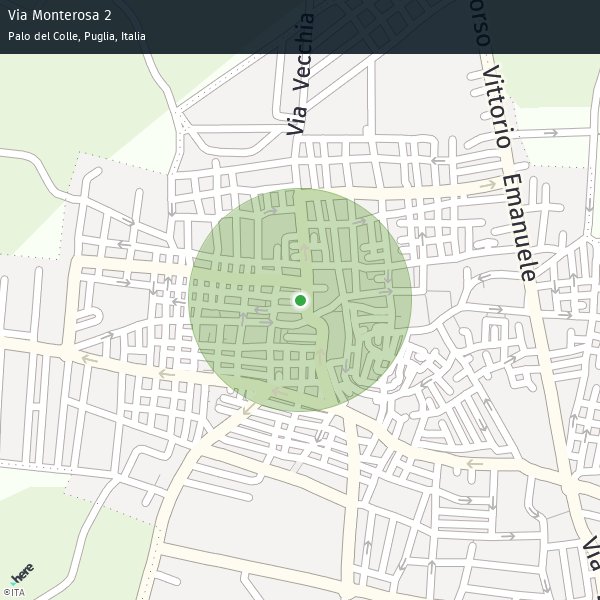 Via Monterosa 2
Palo del Colle, Puglia, Italia
Via Vecchia
Corso Vittorio Emanuele
Via
here
©ITA